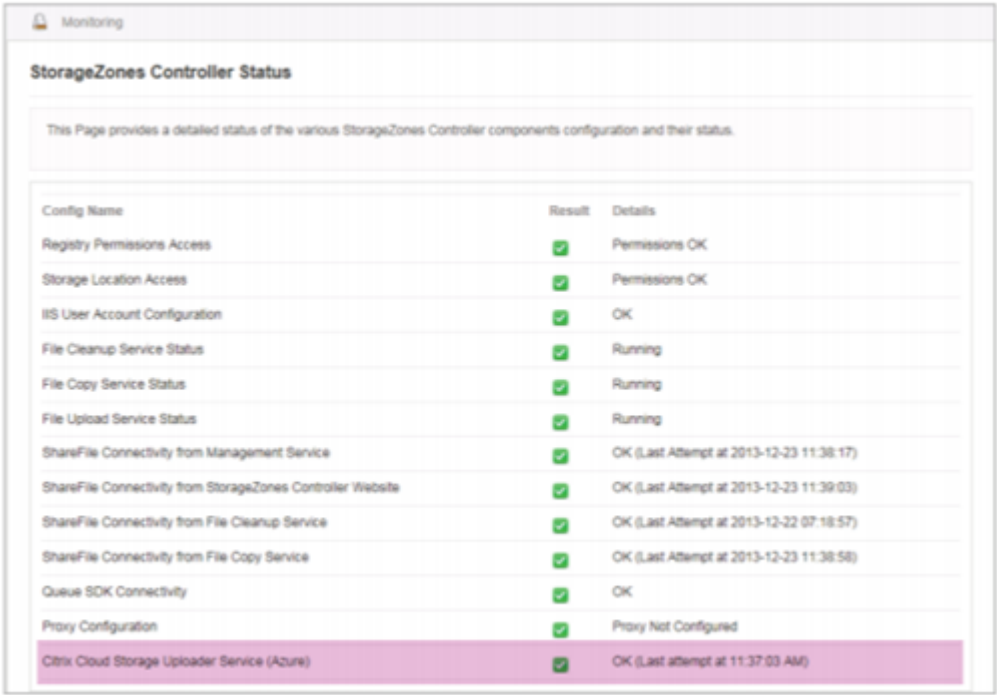 Monitoring
StorageZones Controller Status
This Page provides a detailed status of the various StorageZones Controller components configuration and their status.
Config Name Result Details
Registry Permissions Access Permissions OK
Storage Location Access Permissions OK
IIS User Account Configuration OK
File Cleanup Service Status Running
File Copy Service Status Running
File Upload Service Status Running
ShareFile Connectivity from Management Service OK (Last Attempt at 2013-12-23 11:38:17)
ShareFile Connectivity from StorageZones Controller Website OK (Last Attempt at 2013-12-23 11:39:03)
ShareFile Connectivity from File Cleanup Service OK (Last Attempt at 2013-12-22 07:18:57)
ShareFile Connectivity from File Copy Service OK (Last Attempt at 2013-12-23 11:38:58)
Queue SDK Connectivity OK
Proxy Configuration Proxy Not Configured
Citrix Cloud Storage Uploader Service (Azure) OK (Last attempt at 11:37:03 AM)